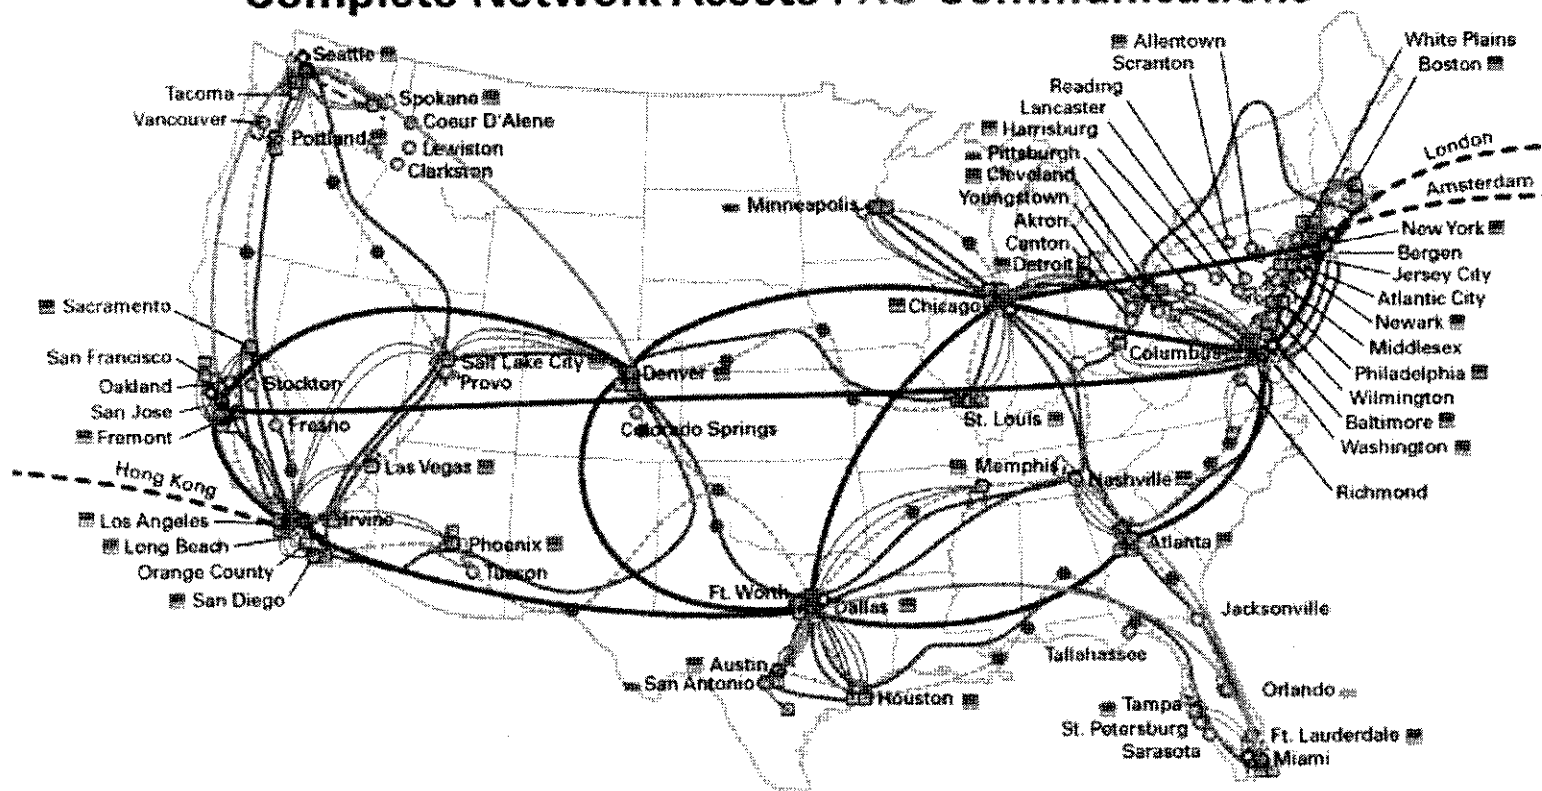 Complete Network Assets : XO Communications
Seattle
Tacoma
Vancouver
Portland
Spokane
Coeur D'Alene
Lewiston
Clarkston
Sacramento
San Francisco
Oakland
San Jose
Fremont
Stockton
Fresno
Hong Kong
Los Angeles
Long Beach
Orange County
San Diego
Irvine
Las Vegas
Phoenix
Tucson
Salt Lake City
Provo
Denver
Colorado Springs
Minneapolis
Chicago
St. Louis
Memphis
Nashville
Ft. Worth
Dallas
Austin
San Antonio
Houston
Atlanta
Jacksonville
Tallahassee
Orlando
Tampa
St. Petersburg
Sarasota
Ft. Lauderdale
Miami
Allentown
Scranton
Reading
Lancaster
Harrisburg
Pittsburgh
Cleveland
Youngstown
Akron
Canton
Detroit
Columbus
White Plains
Boston
London
Amsterdam
New York
Bergen
Jersey City
Atlantic City
Newark
Middlesex
Philadelphia
Wilmington
Baltimore
Washington
Richmond